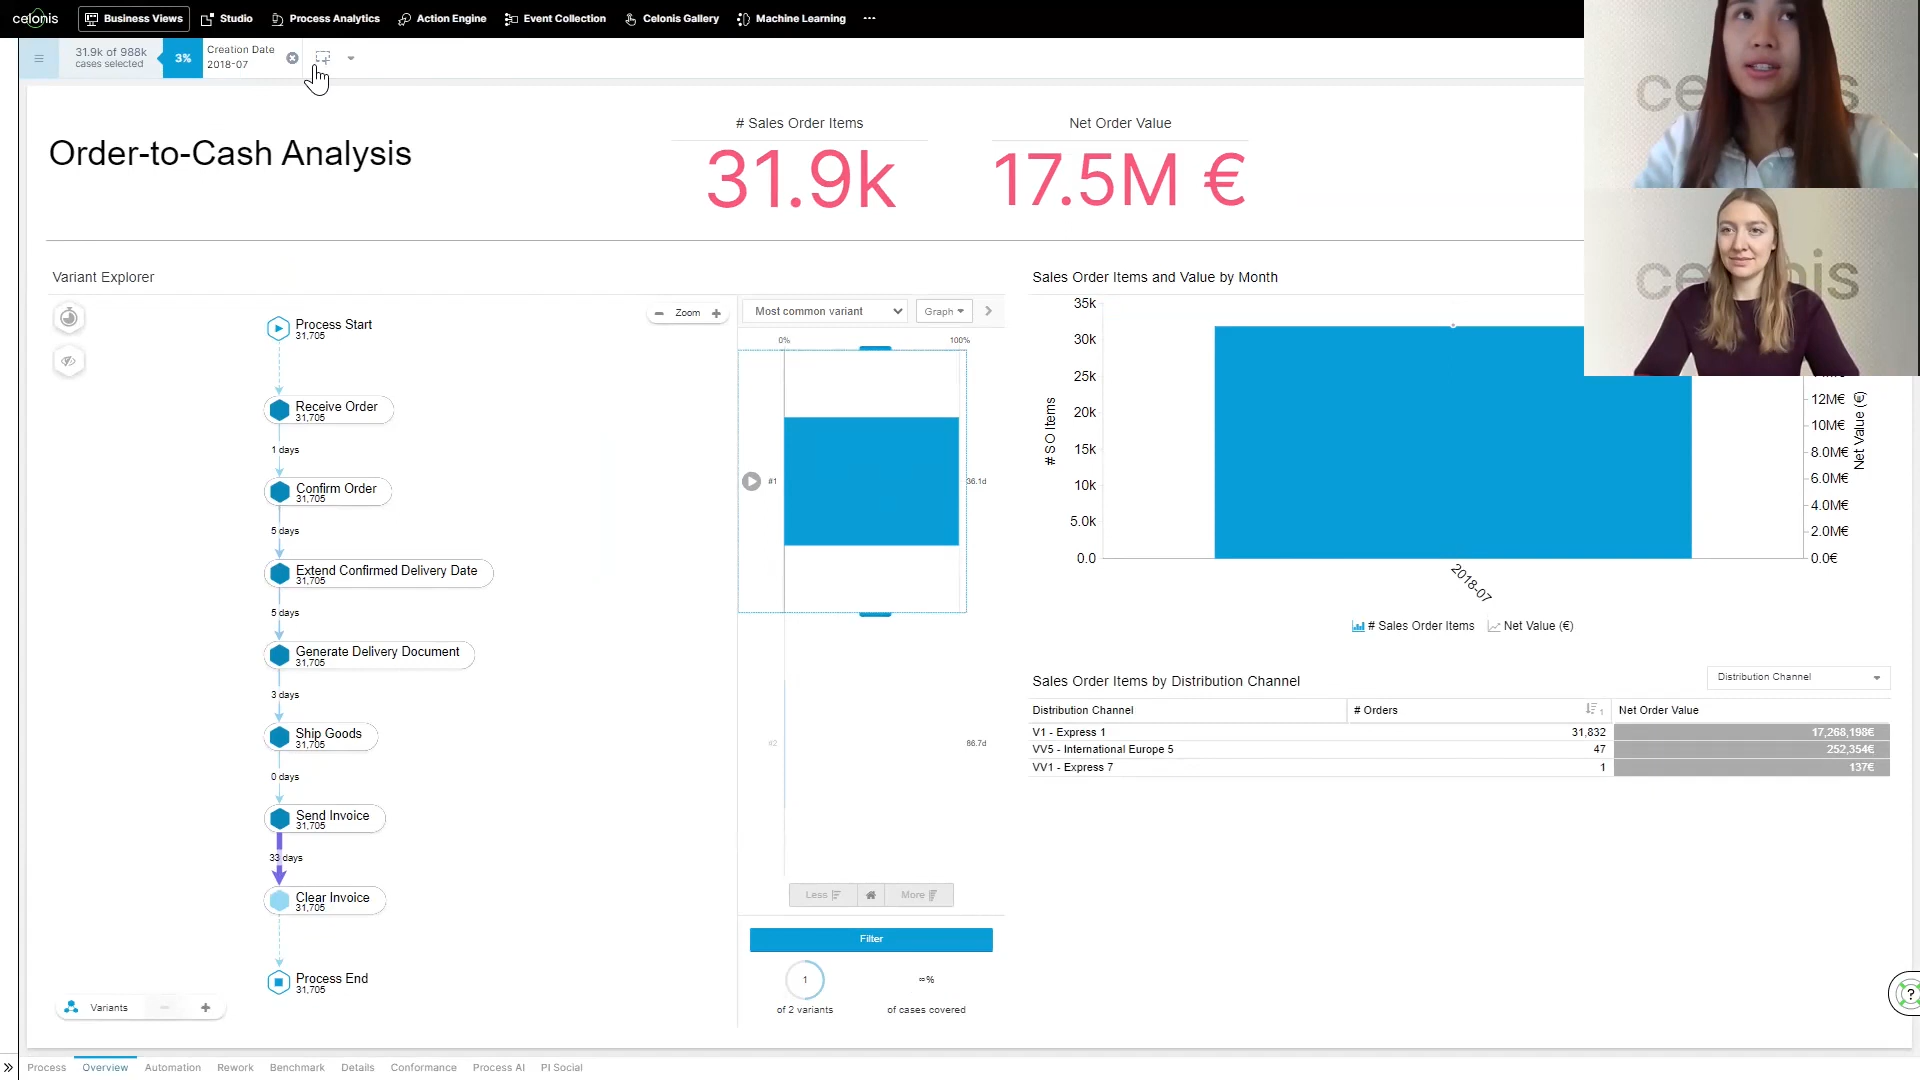 celonis
Business Views
Studio
Process Analytics
Action Engine
Event Collection
Celonis Gallery
Machine Learning
31.9k of 988k
cases selected
3%
Creation Date
2018-07
Order-to-Cash Analysis
# Sales Order Items
31.9k
Net Order Value
17.5M €
Variant Explorer
Process Start
31,705
Receive Order
31,705
1 days
Confirm Order
31,705
5 days
Extend Confirmed Delivery Date
31,705
5 days
Generate Delivery Document
31,705
3 days
Ship Goods
31,705
0 days
Send Invoice
31,705
33 days
Clear Invoice
31,705
Process End
31,705
Variants
Zoom
Most common variant
Graph
0%
100%
#1
36.1d
#2
86.7d
Less
More
Filter
1
of 2 variants
∞%
of cases covered
Sales Order Items and Value by Month
35k
30k
25k
20k
15k
10k
5.0k
0.0
# SO Items
12M€
10M€
8.0M€
6.0M€
4.0M€
2.0M€
0.0€
Net Value (€)
2018-07
# Sales Order Items
Net Value (€)
Sales Order Items by Distribution Channel
Distribution Channel
Distribution Channel
# Orders
1
Net Order Value
V1 - Express 1
31,832
17,268,198€
VV5 - International Europe 5
47
252,354€
VV1 - Express 7
1
137€
?
Process
Overview
Automation
Rework
Benchmark
Details
Conformance
Process AI
PI Social